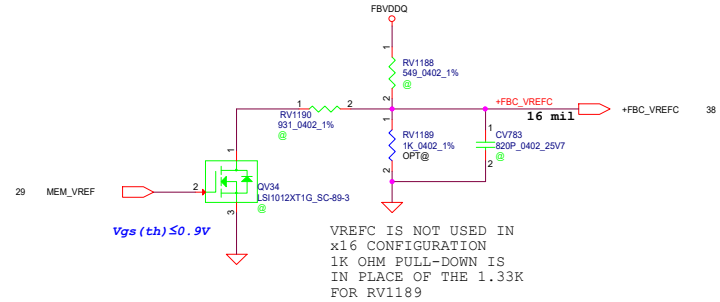 FBVDDQ
1
RV1188
549_0402_1%
@
2
1
2
RV1190
931_0402_1%
@
+FBC_VREFC
16 mil
+FBC_VREFC
38
1
RV1189
1K_0402_1%
OPT@
2
1
CV783
820P_0402_25V7
@
2
1
29
MEM_VREF
2
QV34
LSI1012XT1G_SC-89-3
@
3
Vgs(th)≤0.9V
VREFC IS NOT USED IN
x16 CONFIGURATION
1K OHM PULL-DOWN IS
IN PLACE OF THE 1.33K
FOR RV1189